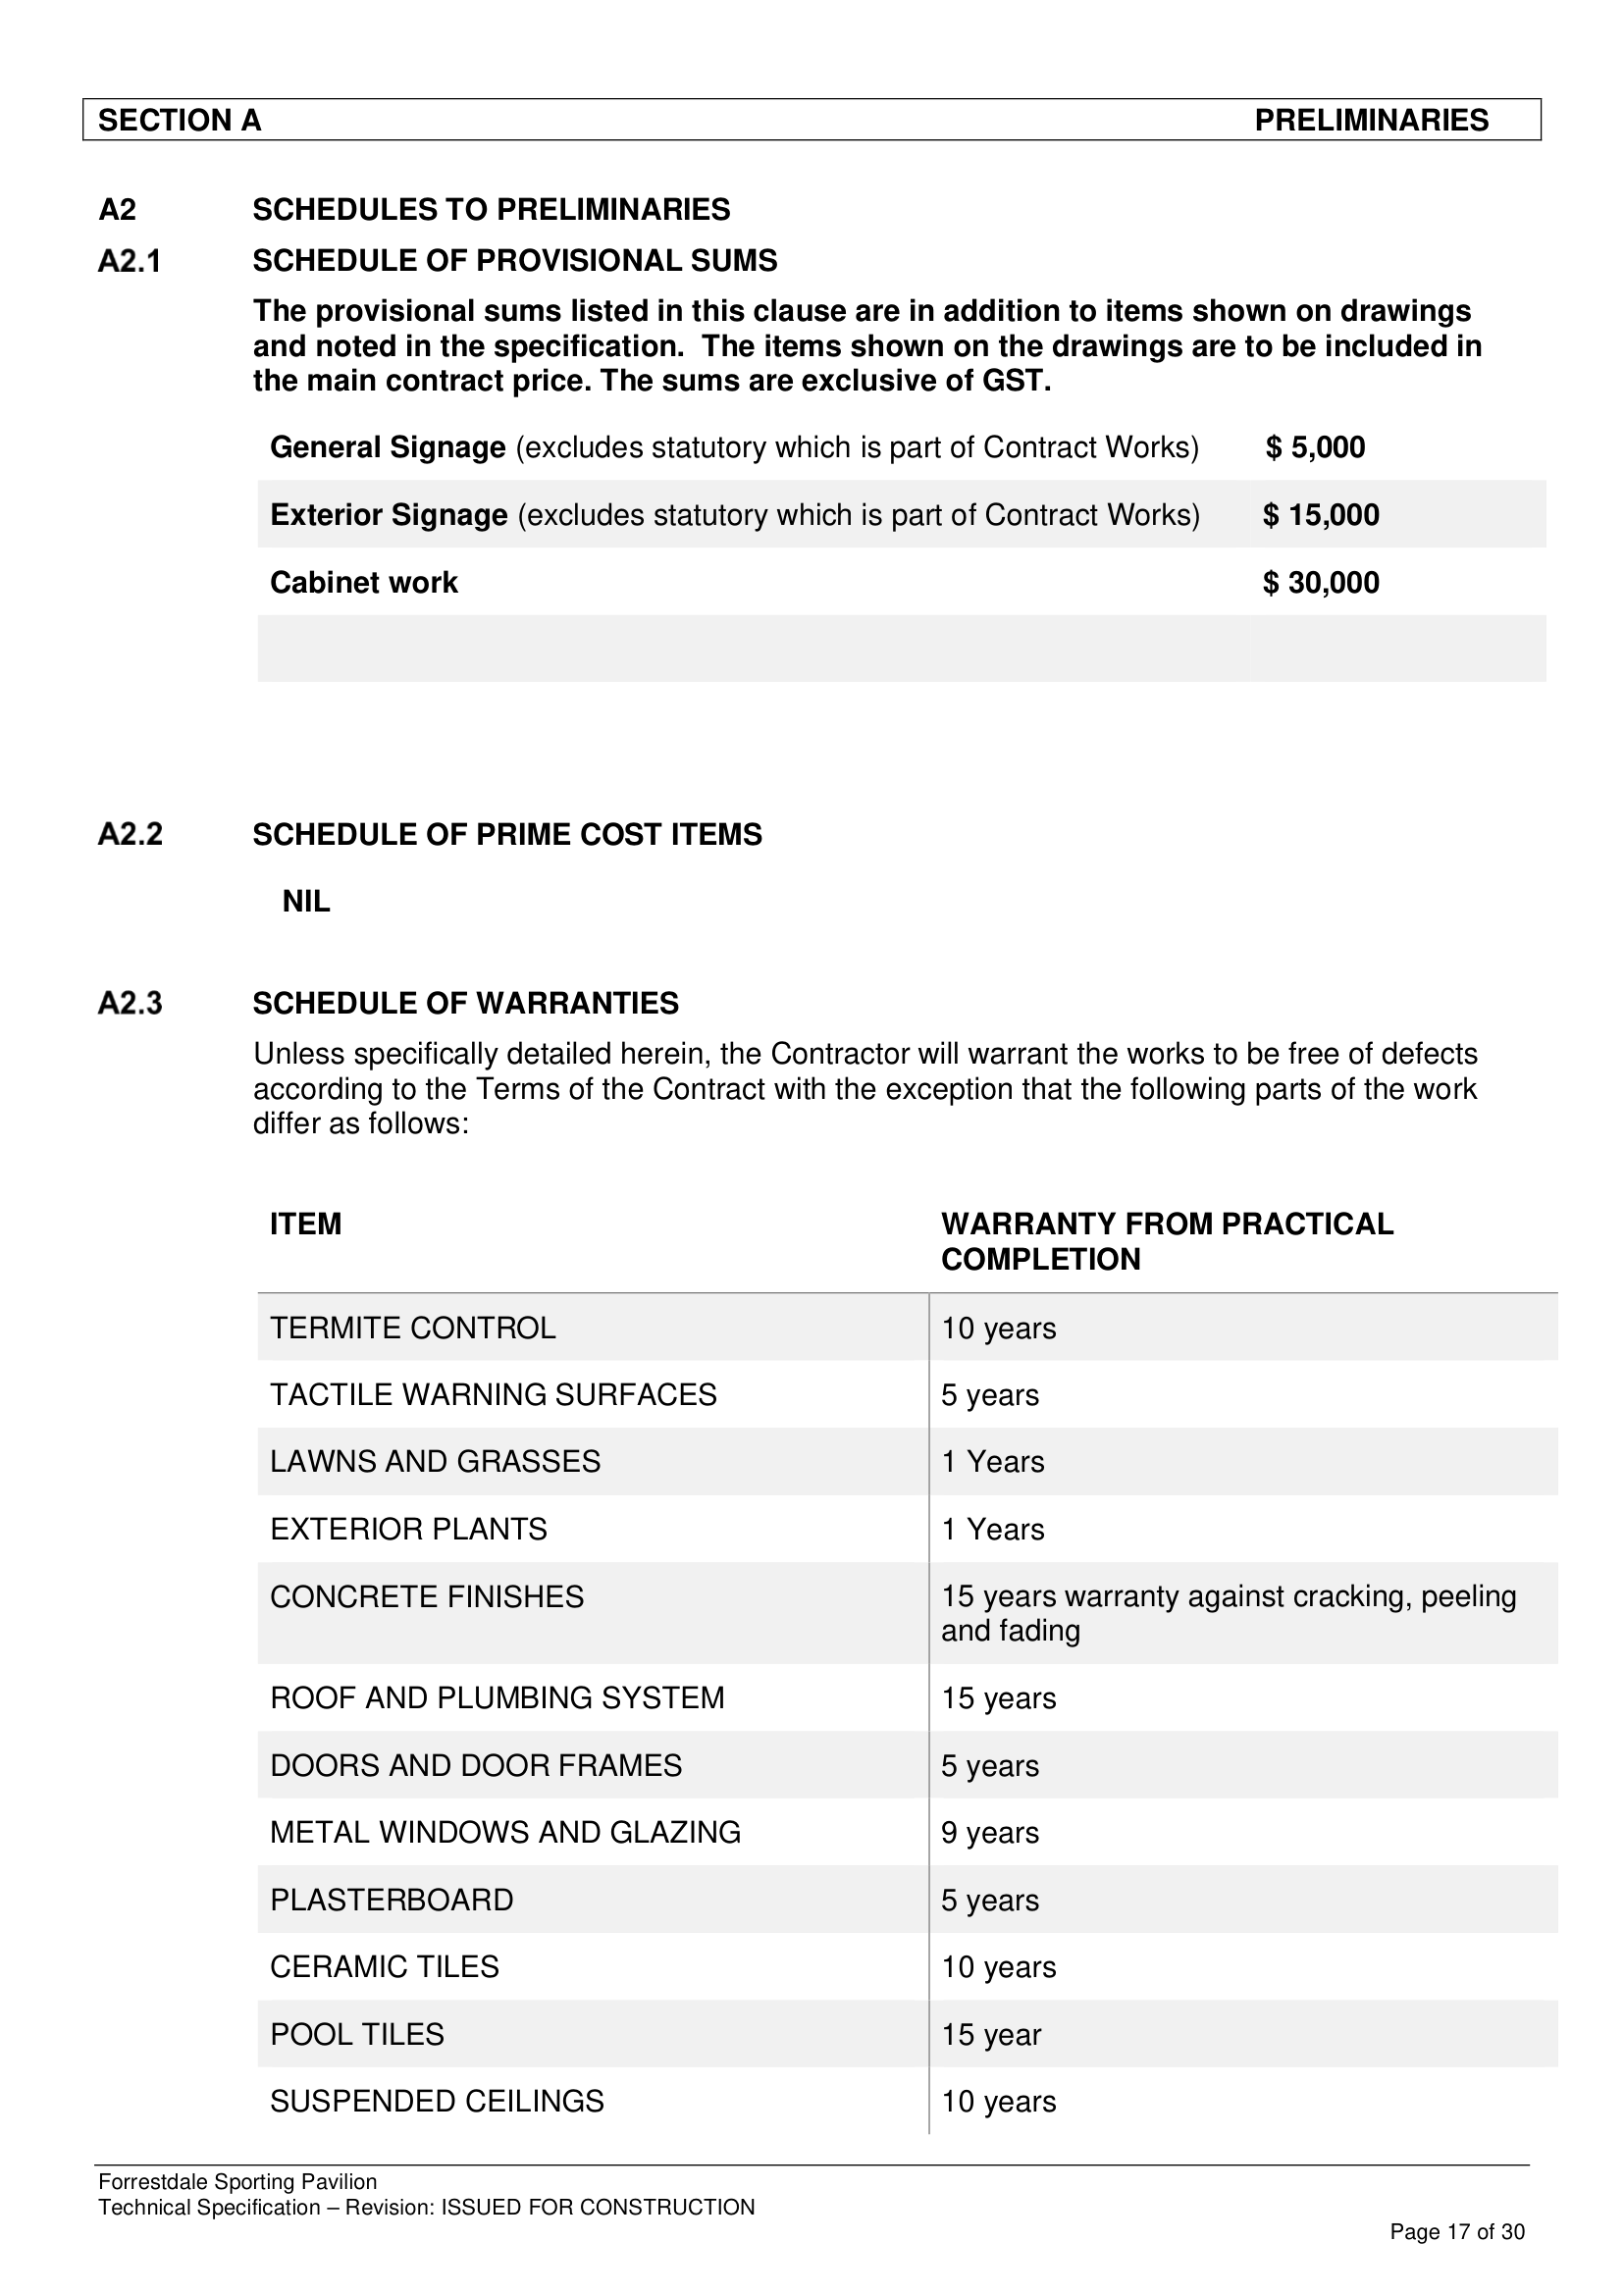 SECTION A PRELIMINARIES
A2 SCHEDULES TO PRELIMINARIES
A2.1 SCHEDULE OF PROVISIONAL SUMS
The provisional sums listed in this clause are in addition to items shown on drawings
and noted in the specification.  The items shown on the drawings are to be included in
the main contract price. The sums are exclusive of GST.
General Signage (excludes statutory which is part of Contract Works) $ 5,000
Exterior Signage (excludes statutory which is part of Contract Works) $ 15,000
Cabinet work $ 30,000
A2.2 SCHEDULE OF PRIME COST ITEMS
NIL
A2.3 SCHEDULE OF WARRANTIES
Unless specifically detailed herein, the Contractor will warrant the works to be free of defects
according to the Terms of the Contract with the exception that the following parts of the work
differ as follows:
ITEM WARRANTY FROM PRACTICAL
COMPLETION
TERMITE CONTROL 10 years
TACTILE WARNING SURFACES 5 years
LAWNS AND GRASSES 1 Years
EXTERIOR PLANTS 1 Years
CONCRETE FINISHES 15 years warranty against cracking, peeling
and fading
ROOF AND PLUMBING SYSTEM 15 years
DOORS AND DOOR FRAMES 5 years
METAL WINDOWS AND GLAZING 9 years
PLASTERBOARD 5 years
CERAMIC TILES 10 years
POOL TILES 15 year
SUSPENDED CEILINGS 10 years
Forrestdale Sporting Pavilion
Technical Specification – Revision: ISSUED FOR CONSTRUCTION
Page 17 of 30